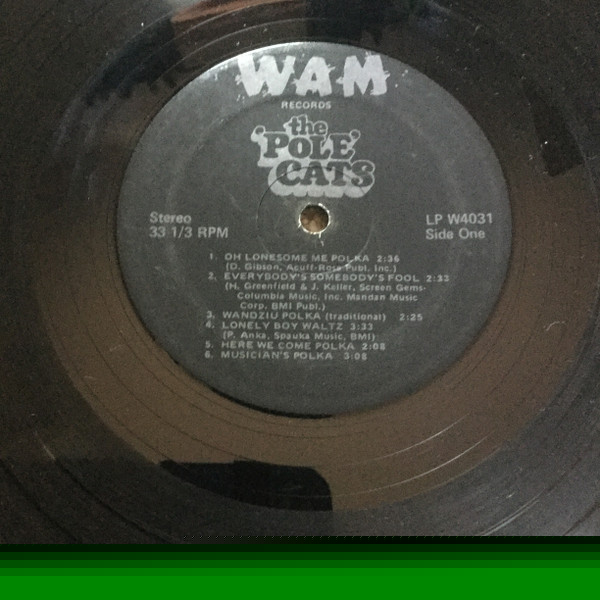 WAM
RECORDS
the
'POLE'
CATS
Stereo
33 1/3 RPM
LP W4031
Side One
1. OH LONESOME ME POLKA 2:36
(D. Gibson, Acuff-Rose Publ. Inc.)
2. EVERYBODY'S SOMEBODY'S FOOL 2:33
(H. Greenfield & J. Keller, Screen Gems-
Columbia Music, Inc. Mandan Music
Corp. BMI Publ.)
3. WANDZIU POLKA (traditional) 2:25
4. LONELY BOY WALTZ 3:33
(P. Anka, Spauka Music, BMI)
5. HERE WE COME POLKA 2:08
6. MUSICIAN'S POLKA 3:08